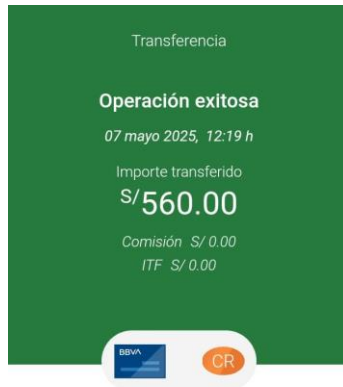 Transferencia
Operación exitosa
07 mayo 2025, 12:19 h
Importe transferido
S/560.00
Comisión S/ 0.00
ITF S/ 0.00
BBVA CR